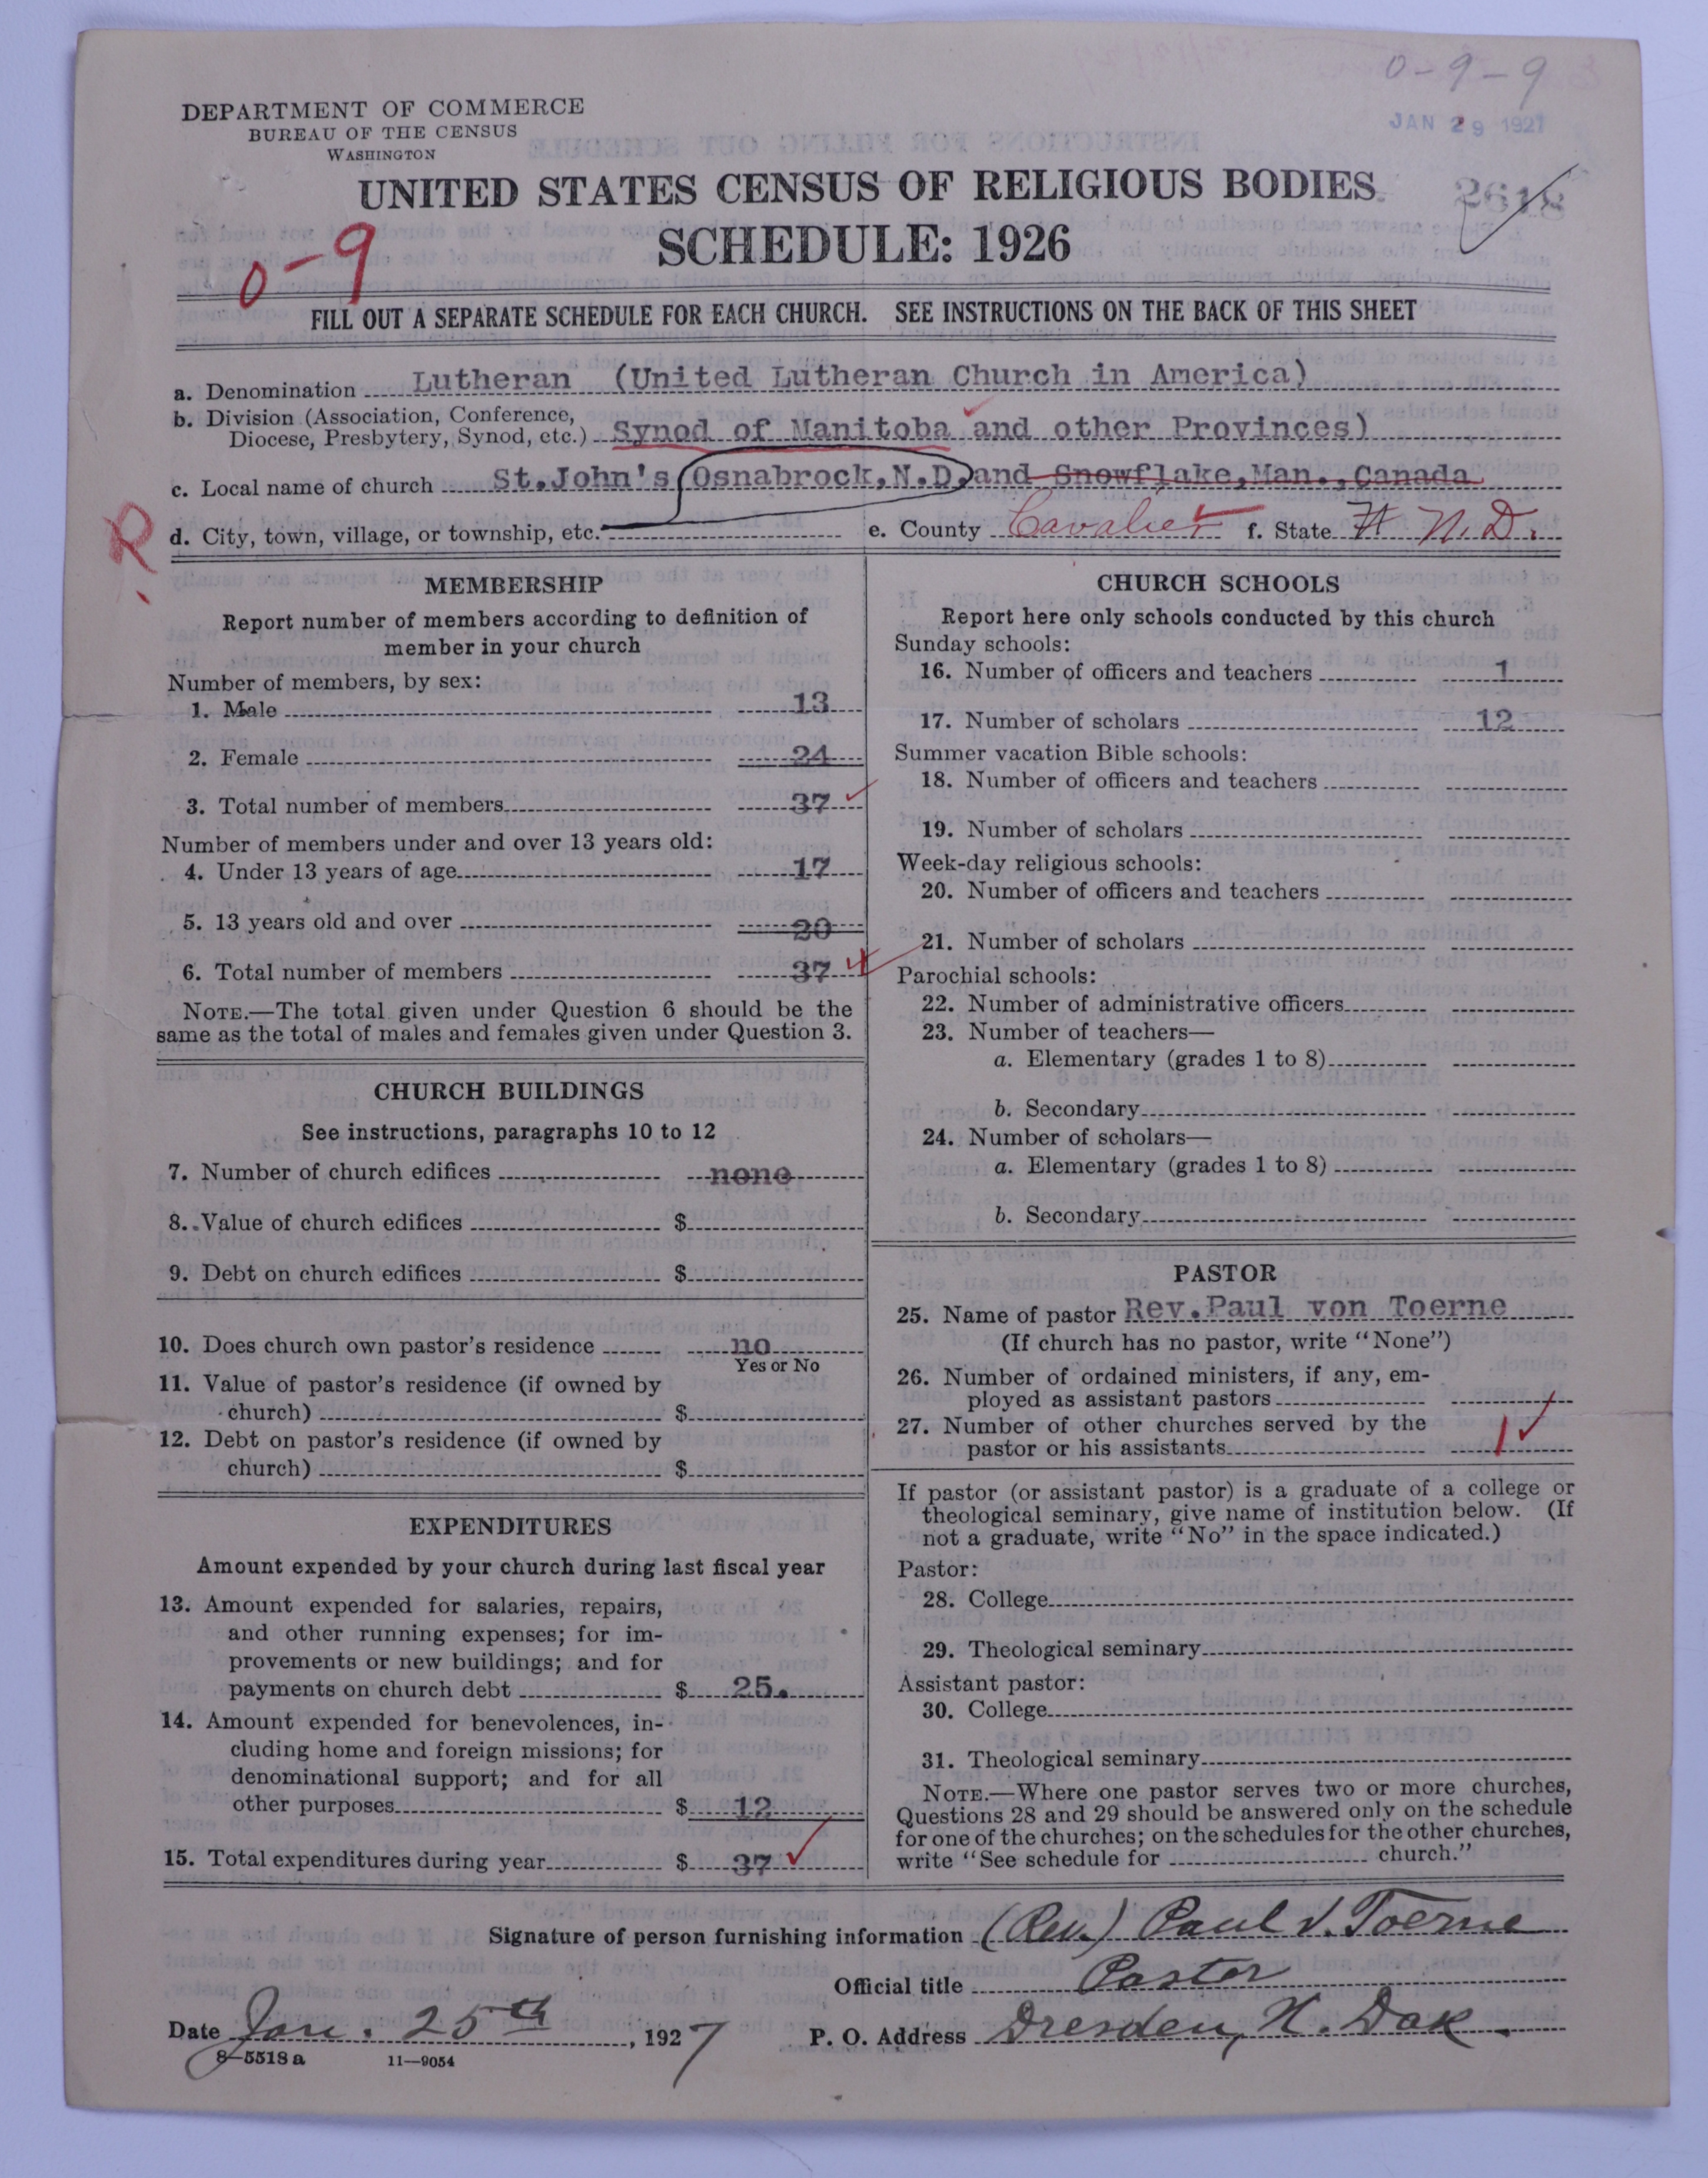 0-9-9
JAN 29 1927
DEPARTMENT OF COMMERCE
BUREAU OF THE CENSUS
WASHINGTON
UNITED STATES CENSUS OF RELIGIOUS BODIES
2618
SCHEDULE: 1926
0-9
FILL OUT A SEPARATE SCHEDULE FOR EACH CHURCH. SEE INSTRUCTIONS ON THE BACK OF THIS SHEET
a. Denomination Lutheran (United Lutheran Church in America)
b. Division (Association, Conference,
Diocese, Presbytery, Synod, etc.) Synod of Manitoba and other Provinces)
c. Local name of church St.John's Osnabrock,N.D. and Snowflake,Man.,Canada
R
d. City, town, village, or township, etc. e. County Cavalier f. State N.D.
MEMBERSHIP
Report number of members according to definition of
member in your church
Number of members, by sex:
1. Male 13
2. Female 24
3. Total number of members 37
Number of members under and over 13 years old:
4. Under 13 years of age 17
5. 13 years old and over 20
6. Total number of members 37
NOTE.—The total given under Question 6 should be the
same as the total of males and females given under Question 3.
CHURCH BUILDINGS
See instructions, paragraphs 10 to 12
7. Number of church edifices none
8. Value of church edifices $
9. Debt on church edifices $
10. Does church own pastor's residence no
Yes or No
11. Value of pastor's residence (if owned by
church) $
12. Debt on pastor's residence (if owned by
church) $
EXPENDITURES
Amount expended by your church during last fiscal year
13. Amount expended for salaries, repairs,
and other running expenses; for im-
provements or new buildings; and for
payments on church debt $ 25.
14. Amount expended for benevolences, in-
cluding home and foreign missions; for
denominational support; and for all
other purposes $ 12
15. Total expenditures during year $ 37
CHURCH SCHOOLS
Report here only schools conducted by this church
Sunday schools:
16. Number of officers and teachers 1
17. Number of scholars 12
Summer vacation Bible schools:
18. Number of officers and teachers
19. Number of scholars
Week-day religious schools:
20. Number of officers and teachers
21. Number of scholars
Parochial schools:
22. Number of administrative officers
23. Number of teachers—
a. Elementary (grades 1 to 8)
b. Secondary
24. Number of scholars—
a. Elementary (grades 1 to 8)
b. Secondary
PASTOR
25. Name of pastor Rev.Paul von Toerne
(If church has no pastor, write "None")
26. Number of ordained ministers, if any, em-
ployed as assistant pastors
27. Number of other churches served by the
pastor or his assistants 1
If pastor (or assistant pastor) is a graduate of a college or
theological seminary, give name of institution below. (If
not a graduate, write "No" in the space indicated.)
Pastor:
28. College
29. Theological seminary
Assistant pastor:
30. College
31. Theological seminary
NOTE.—Where one pastor serves two or more churches,
Questions 28 and 29 should be answered only on the schedule
for one of the churches; on the schedules for the other churches,
write "See schedule for church."
Signature of person furnishing information (Rev.) Paul v. Toerne
Official title Pastor
Date Jan. 25th, 1927 P. O. Address Dresden, N. Dak.
8-5518 a 11-9054